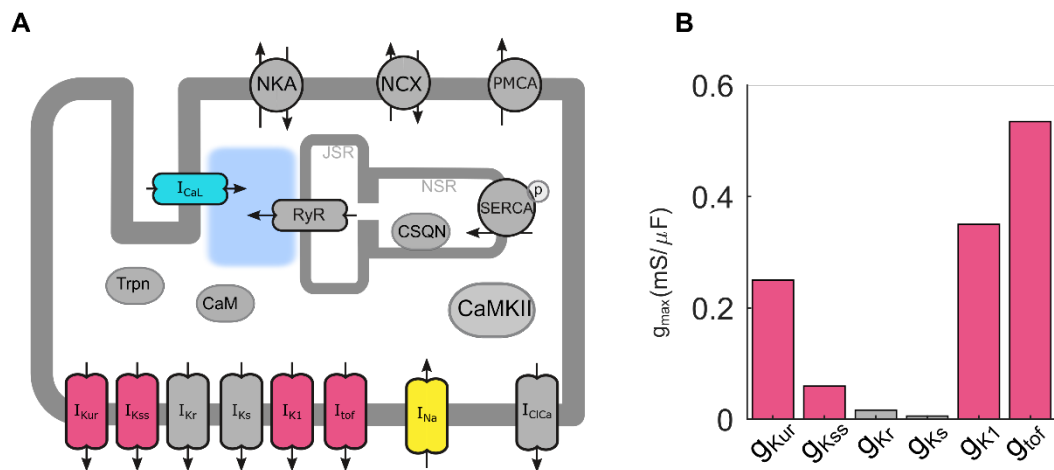 A
NKA
NCX
PMCA
JSR
NSR
I_CaL
RyR
SERCA
p
CSQN
Trpn
CaM
CaMKII
I_Kur
I_Kss
I_Kr
I_Ks
I_K1
I_tof
I_Na
I_ClCa
B
0.6
0.4
0.2
0
g_max(mS/μF)
g_Kur
g_Kss
g_Kr
g_Ks
g_K1
g_tof